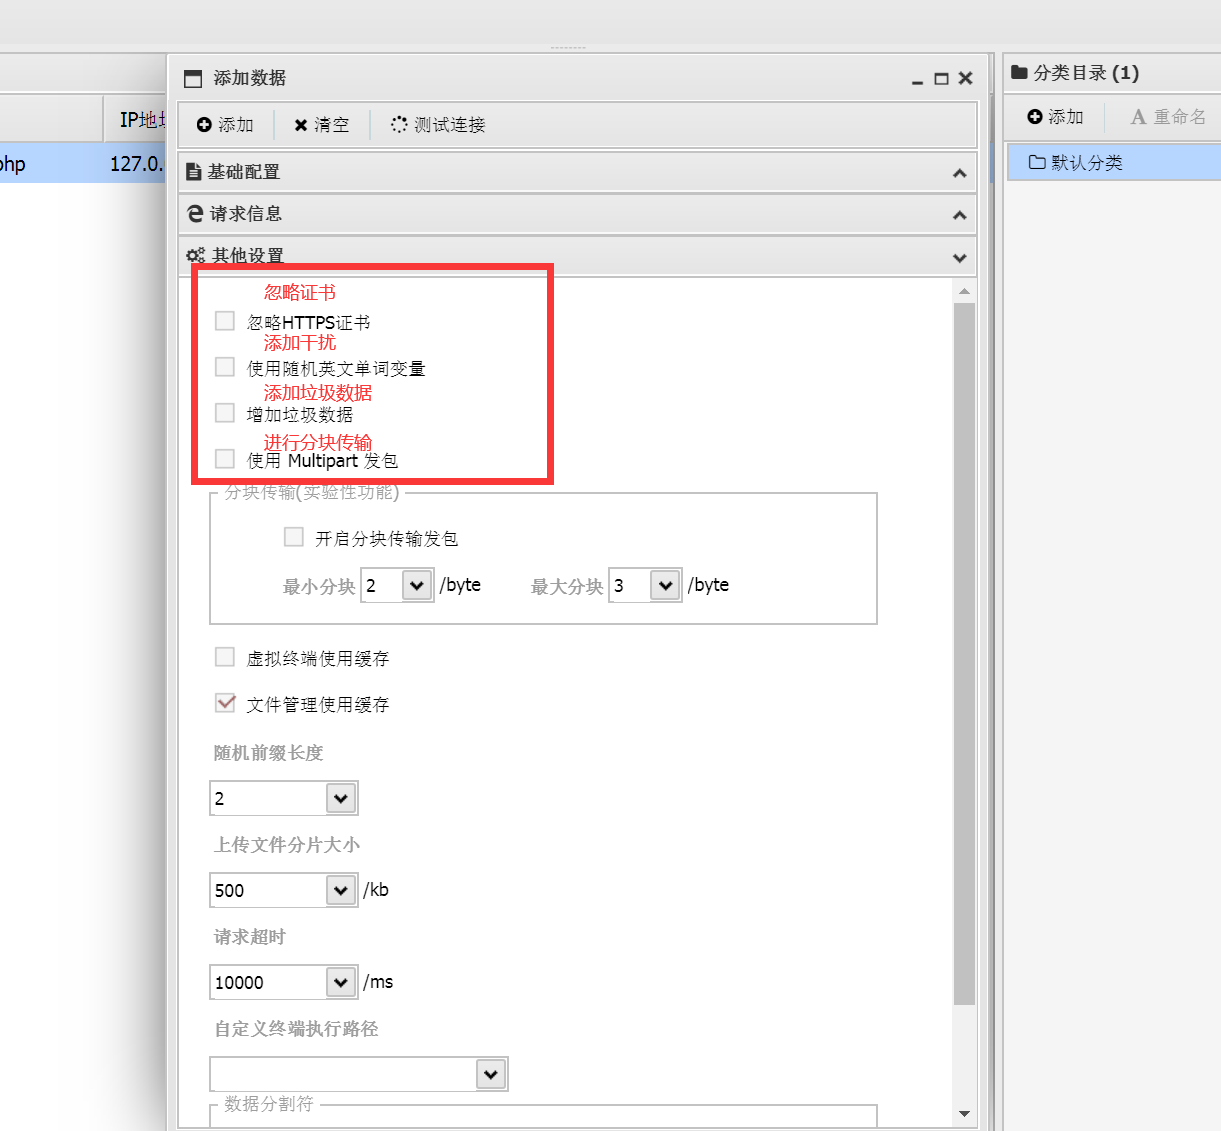 添加数据
分类目录 (1)
添加
清空
测试连接
添加
重命名
IP地
php
127.0.
默认分类
基础配置
请求信息
其他设置
忽略证书
忽略HTTPS证书
添加干扰
使用随机英文单词变量
添加垃圾数据
增加垃圾数据
进行分块传输
使用 Multipart 发包
分块传输(实验性功能)
开启分块传输发包
最小分块 2 /byte 最大分块 3 /byte
虚拟终端使用缓存
文件管理使用缓存
随机前缀长度
2
上传文件分片大小
500 /kb
请求超时
10000 /ms
自定义终端执行路径
数据分割符